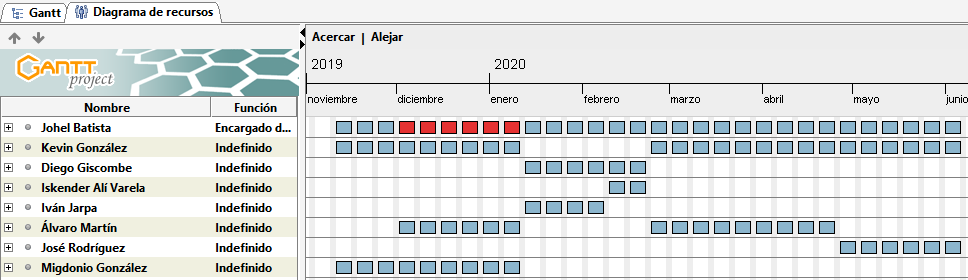 Gantt
Diagrama de recursos
Acercar | Alejar
GANTT
project
2019 2020
Nombre Función noviembre diciembre enero febrero marzo abril mayo junio
Johel Batista Encargado d...
Kevin González Indefinido
Diego Giscombe Indefinido
Iskender Alí Varela Indefinido
Iván Jarpa Indefinido
Álvaro Martín Indefinido
José Rodríguez Indefinido
Migdonio González Indefinido